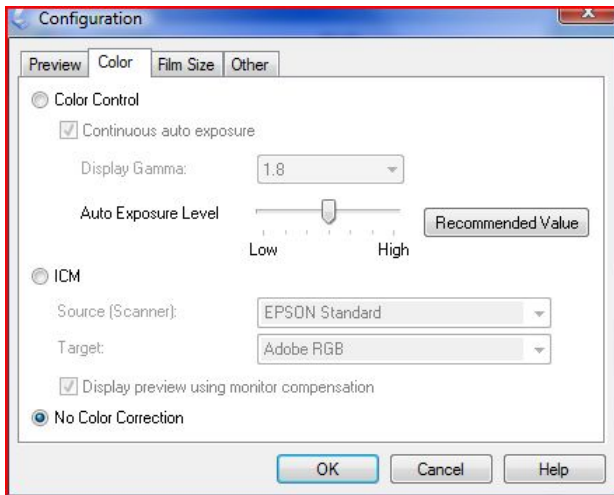 Configuration
Preview Color Film Size Other
Color Control
Continuous auto exposure
Display Gamma: 1.8
Auto Exposure Level
Recommended Value
Low High
ICM
Source (Scanner): EPSON Standard
Target: Adobe RGB
Display preview using monitor compensation
No Color Correction
OK Cancel Help